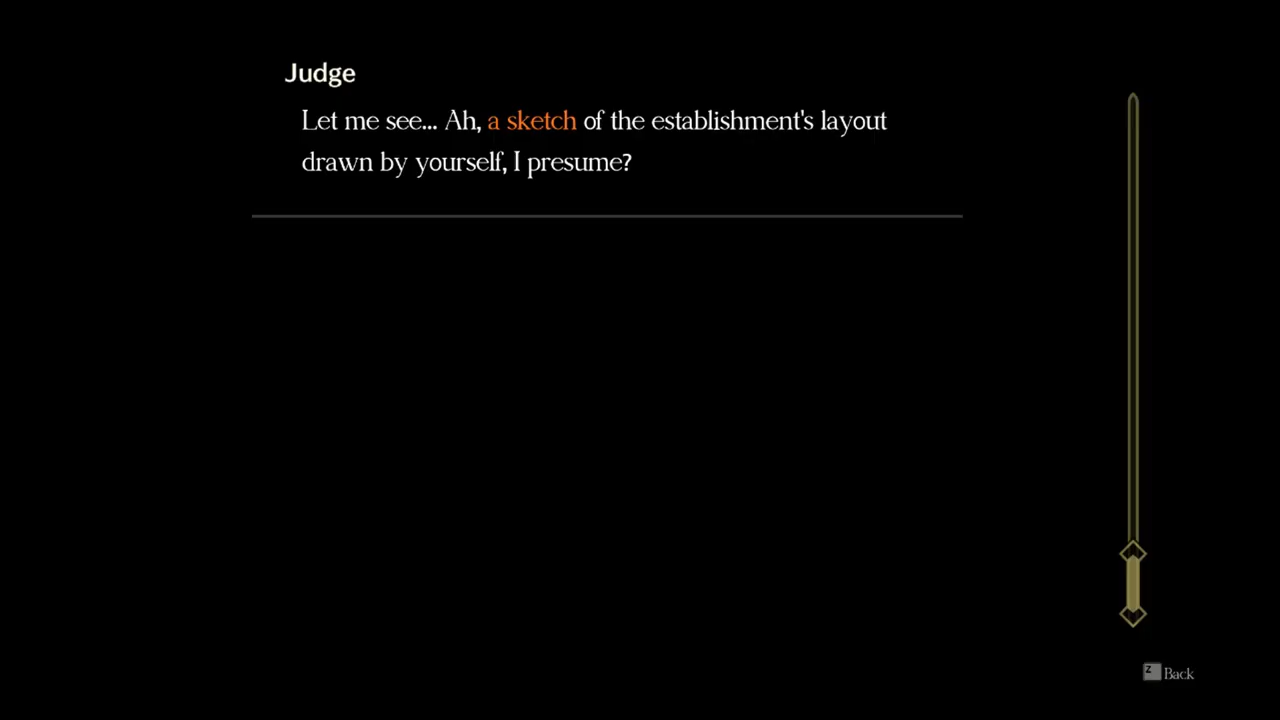 Judge
Let me see... Ah, a sketch of the establishment's layout
drawn by yourself, I presume?
Z Back